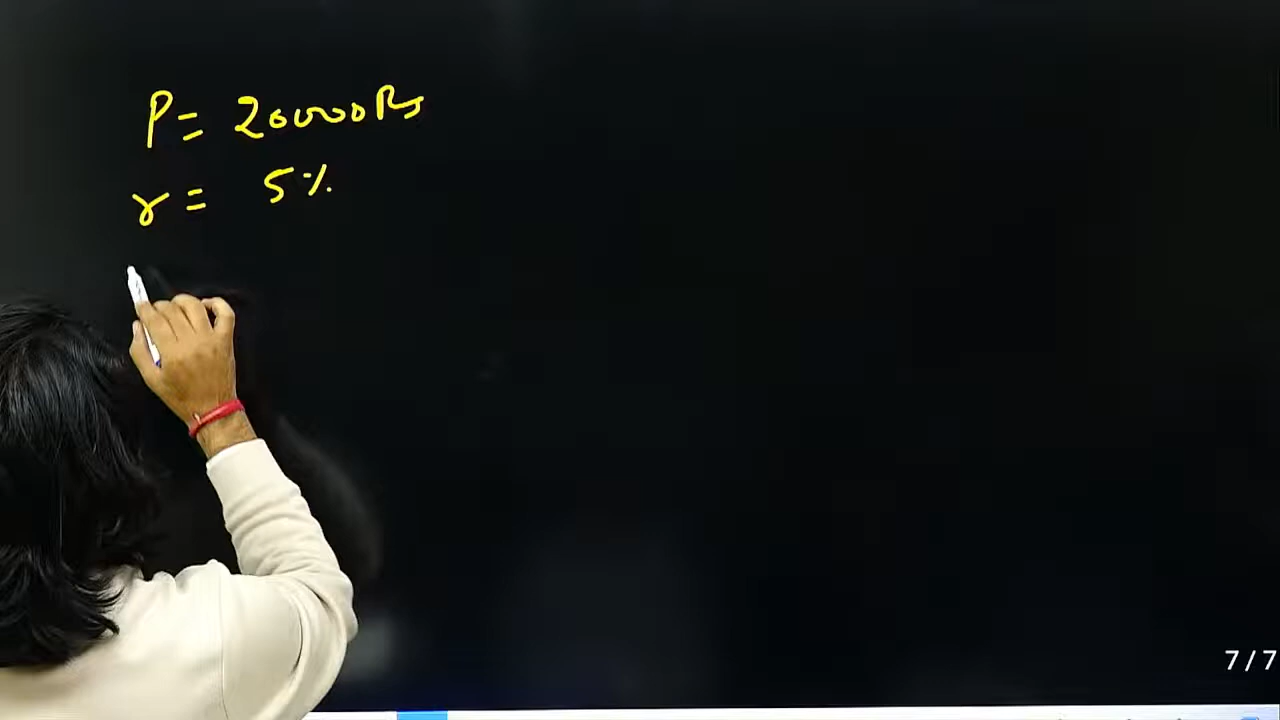 P = 20000Rs
r = 5%
7 / 7